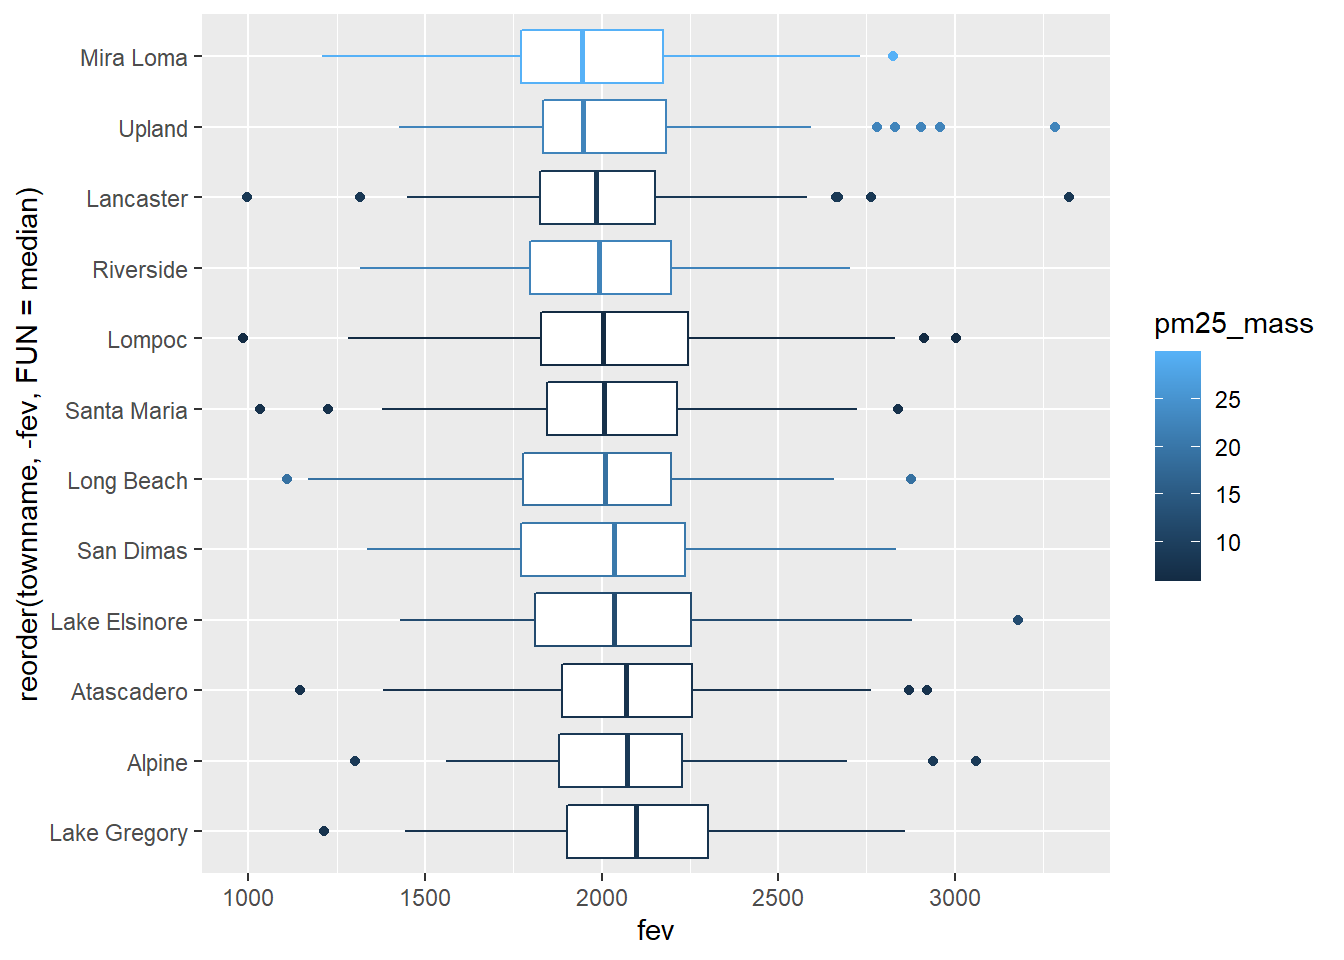 reorder(townname, -fev, FUN = median)
Mira Loma
Upland
Lancaster
Riverside
Lompoc
Santa Maria
Long Beach
San Dimas
Lake Elsinore
Atascadero
Alpine
Lake Gregory
1000 1500 2000 2500 3000
fev
pm25_mass
25
20
15
10